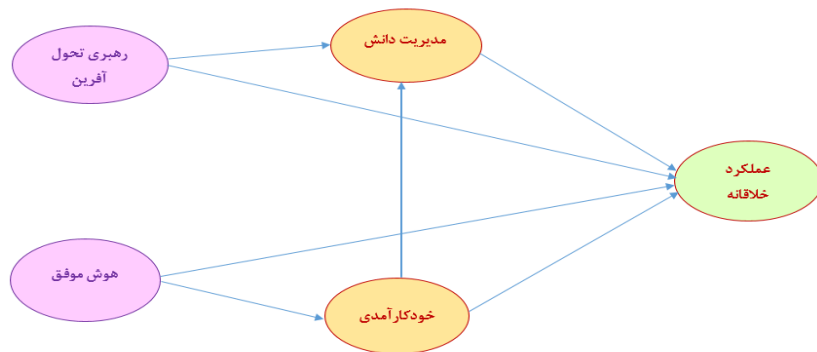 رهبری تحول
آفرین
مدیریت دانش
عملکرد
خلاقانه
هوش موفق
خودکارآمدی